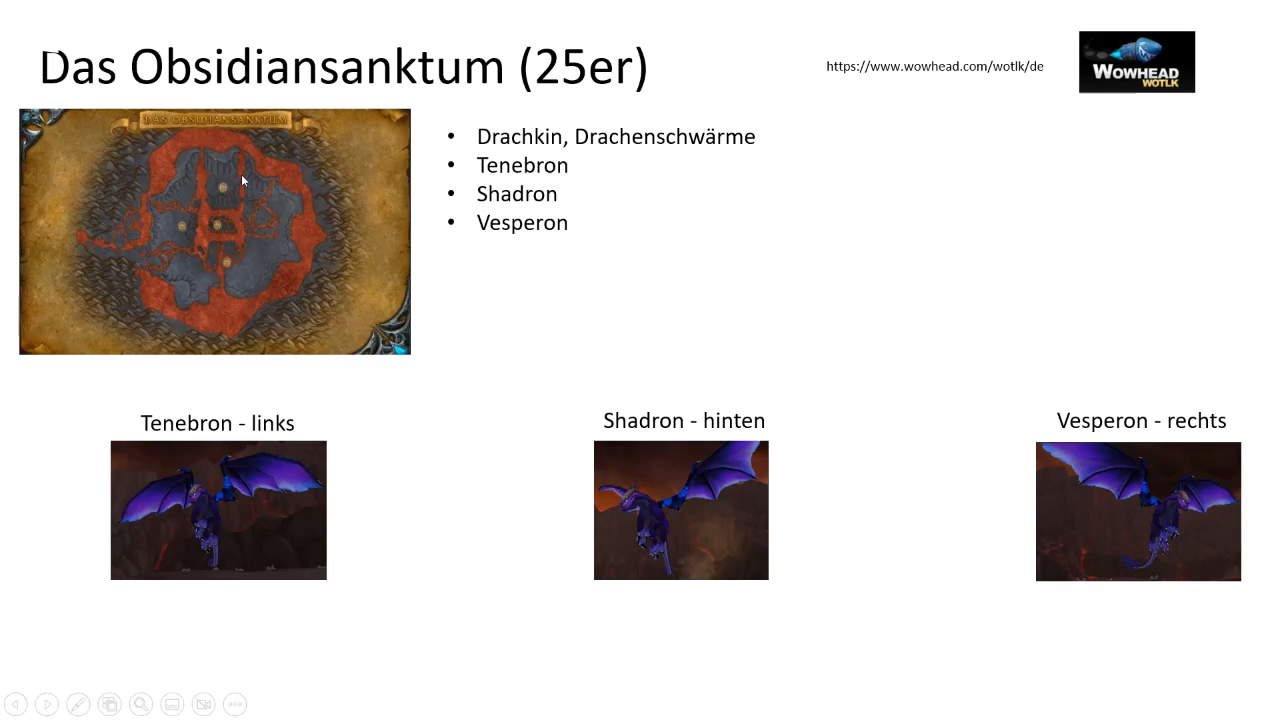 Das Obsidiansanktum (25er)
https://www.wowhead.com/wotlk/de
WOWHEAD
WOTLK
DAS OBSIDIANSANKTUM
• Drachkin, Drachenschwärme
• Tenebron
• Shadron
• Vesperon
Tenebron - links
Shadron - hinten
Vesperon - rechts